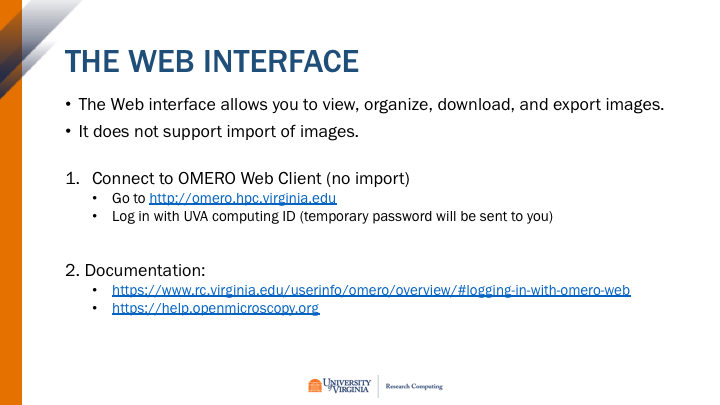 THE WEB INTERFACE
• The Web interface allows you to view, organize, download, and export images.
• It does not support import of images.
1. Connect to OMERO Web Client (no import)
• Go to http://omero.hpc.virginia.edu
• Log in with UVA computing ID (temporary password will be sent to you)
2. Documentation:
• https://www.rc.virginia.edu/userinfo/omero/overview/#logging-in-with-omero-web
• https://help.openmicroscopy.org
UNIVERSITY of VIRGINIA
Research Computing